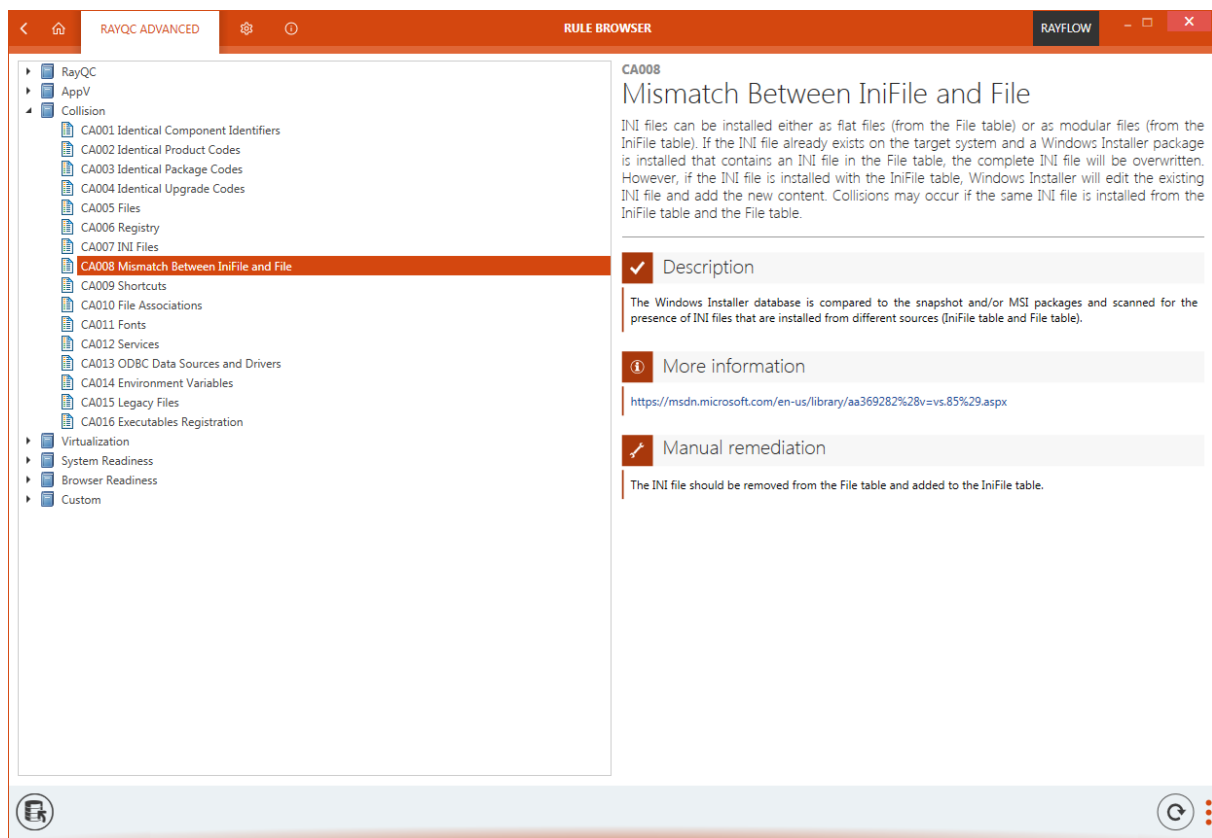 RAYQC ADVANCED
RULE BROWSER
RAYFLOW
RayQC
AppV
Collision
CA001 Identical Component Identifiers
CA002 Identical Product Codes
CA003 Identical Package Codes
CA004 Identical Upgrade Codes
CA005 Files
CA006 Registry
CA007 INI Files
CA008 Mismatch Between IniFile and File
CA009 Shortcuts
CA010 File Associations
CA011 Fonts
CA012 Services
CA013 ODBC Data Sources and Drivers
CA014 Environment Variables
CA015 Legacy Files
CA016 Executables Registration
Virtualization
System Readiness
Browser Readiness
Custom
CA008
Mismatch Between IniFile and File
INI files can be installed either as flat files (from the File table) or as modular files (from the
IniFile table). If the INI file already exists on the target system and a Windows Installer package
is installed that contains an INI file in the File table, the complete INI file will be overwritten.
However, if the INI file is installed with the IniFile table, Windows Installer will edit the existing
INI file and add the new content. Collisions may occur if the same INI file is installed from the
IniFile table and the File table.
Description
The Windows Installer database is compared to the snapshot and/or MSI packages and scanned for the
presence of INI files that are installed from different sources (IniFile table and File table).
More information
https://msdn.microsoft.com/en-us/library/aa369282%28v=vs.85%29.aspx
Manual remediation
The INI file should be removed from the File table and added to the IniFile table.